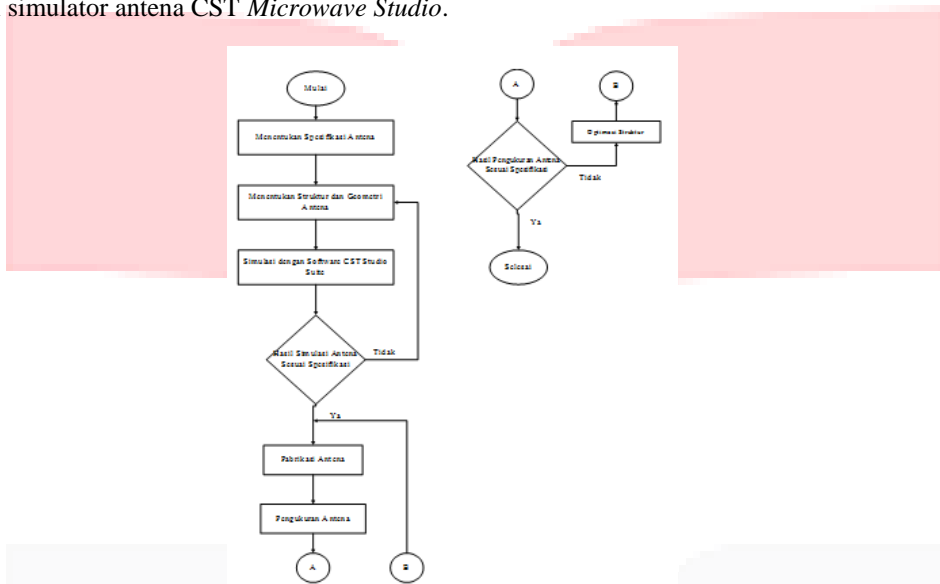 simulator antena CST Microwave Studio.
Mulai
Menentukan Spesifikasi Antena
Menentukan Struktur dan Geometri
Antena
Simulasi dengan Software CST Studio
Suite
Hasil Simulasi Antena
Sesuai Spesifikasi
Tidak
Ya
Fabrikasi Antena
Pengukuran Antena
A
B
A
Hasil Pengukuran Antena
Sesuai Spesifikasi
Tidak
Ya
Selesai
B
Optimasi Struktur